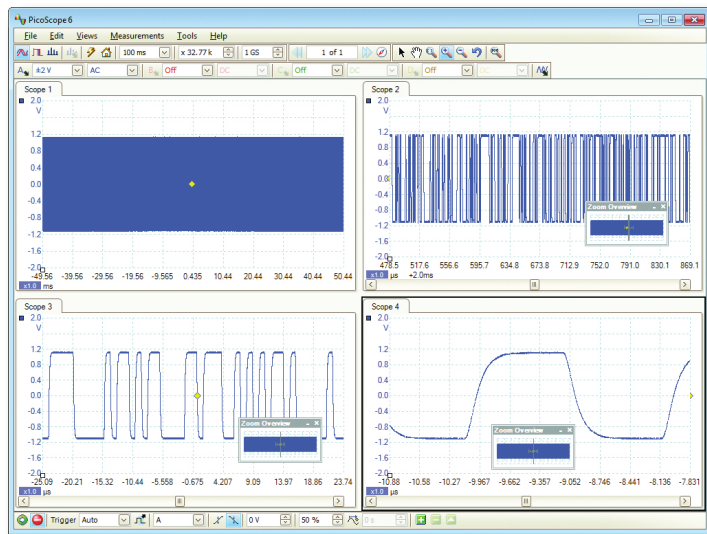 PicoScope 6
File Edit Views Measurements Tools Help
100 ms x 32.77 k 1 GS 1 of 1
A ±2 V AC B Off DC C Off DC D Off DC
Scope 1
2.0
V
1.2
0.8
0.4
0.0
-0.4
-0.8
-1.2
-1.6
-2.0
-49.56 -39.56 -29.56 -19.56 -9.565 0.435 10.44 20.44 30.44 40.44 50.44
x1.0 ms
Scope 2
2.0
V
1.2
0.8
0.4
0.0
-0.4
-0.8
-1.2
-1.6
-2.0
Zoom Overview
478.5 517.6 556.6 595.7 634.8 673.8 712.9 752.0 791.0 830.1 869.1
x1.0 µs +2.0ms
Scope 3
2.0
V
1.2
0.8
0.4
0.0
-0.4
-0.8
-1.2
-1.6
-2.0
Zoom Overview
-25.09 -20.21 -15.32 -10.44 -5.558 -0.675 4.207 9.09 13.97 18.86 23.74
x1.0 µs
Scope 4
2.0
V
1.2
0.8
0.4
0.0
-0.4
-0.8
-1.2
-1.6
-2.0
Zoom Overview
-10.88 -10.58 -10.27 -9.967 -9.662 -9.357 -9.052 -8.746 -8.441 -8.136 -7.831
x1.0 µs
Trigger Auto A 0 V 50 % 0 s